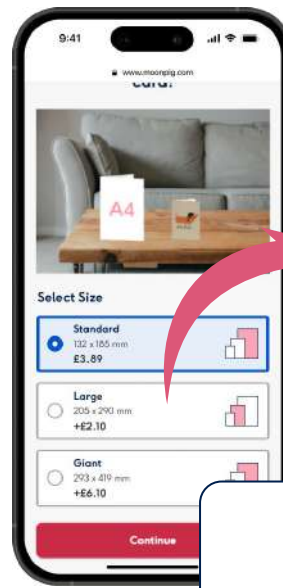 9:41
www.moonpig.com
card?
A4
Select Size
Standard
132 x 185 mm
£3.89
Large
205 x 290 mm
+£2.10
Giant
293 x 419 mm
+£6.10
Continue